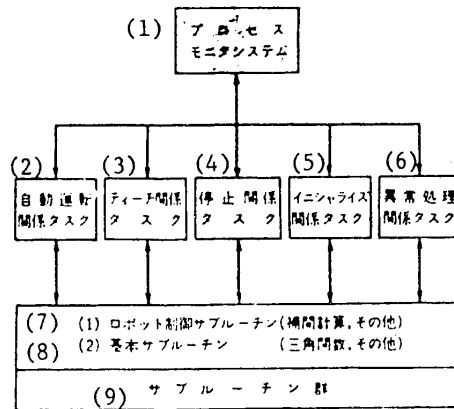 (1) プロセス
モニタシステム
(2) (3) (4) (5) (6)
自動運転
関係タスク
ティーチ関係
タスク
停止関係
タスク
イニシャライズ
関係タスク
異常処理
関係タスク
(7) (1) ロボット制御サブルーチン(補間計算,その他)
(8) (2) 基本サブルーチン (三角関数,その他)
(9) サブルーチン群